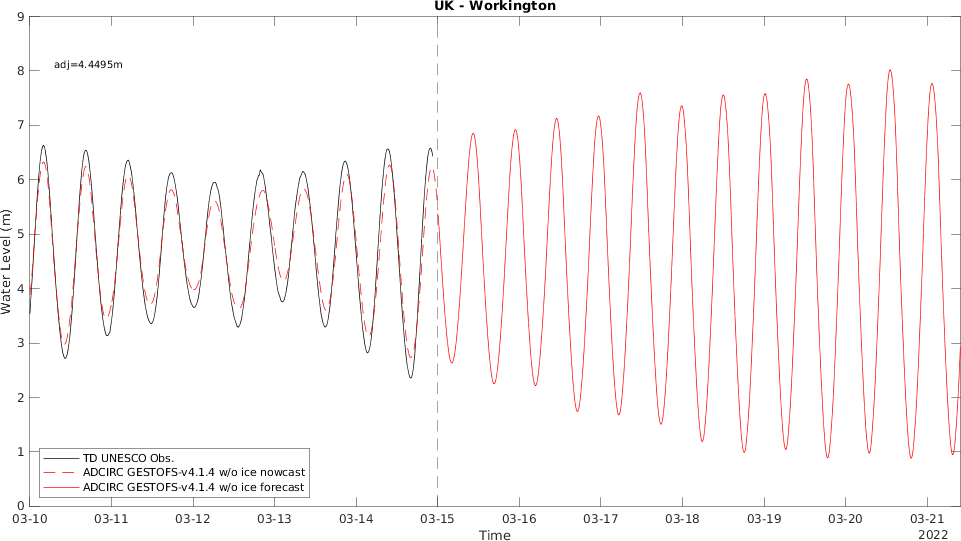 UK - Workington
adj=4.4495m
Water Level (m)
9
8
7
6
5
4
3
2
1
0
TD UNESCO Obs.
ADCIRC GESTOFS-v4.1.4 w/o ice nowcast
ADCIRC GESTOFS-v4.1.4 w/o ice forecast
03-10 03-11 03-12 03-13 03-14 03-15 03-16 03-17 03-18 03-19 03-20 03-21
Time
2022